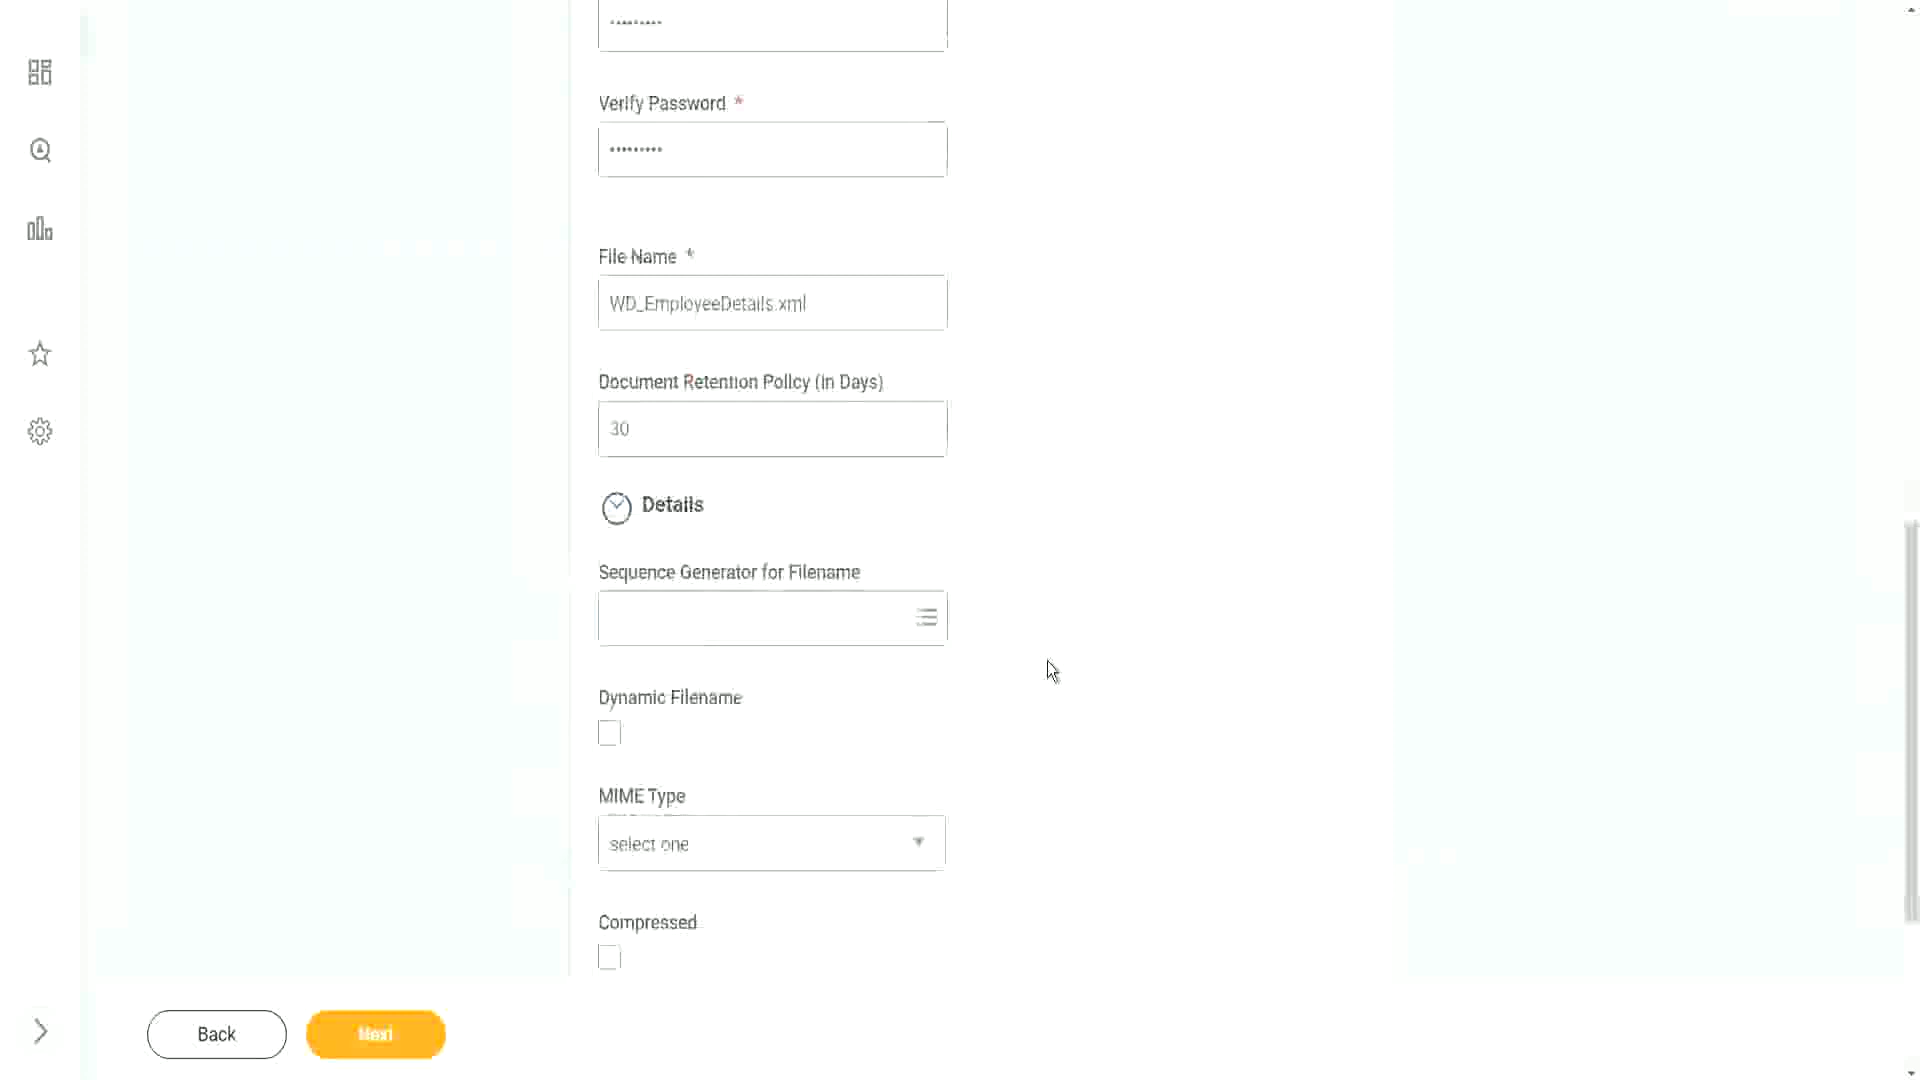 •••••••••
Verify Password *
•••••••••
File Name *
WD_EmployeeDetails.xml
Document Retention Policy (in Days)
30
Details
Sequence Generator for Filename
Dynamic Filename
MIME Type
select one
Compressed
Back
Next